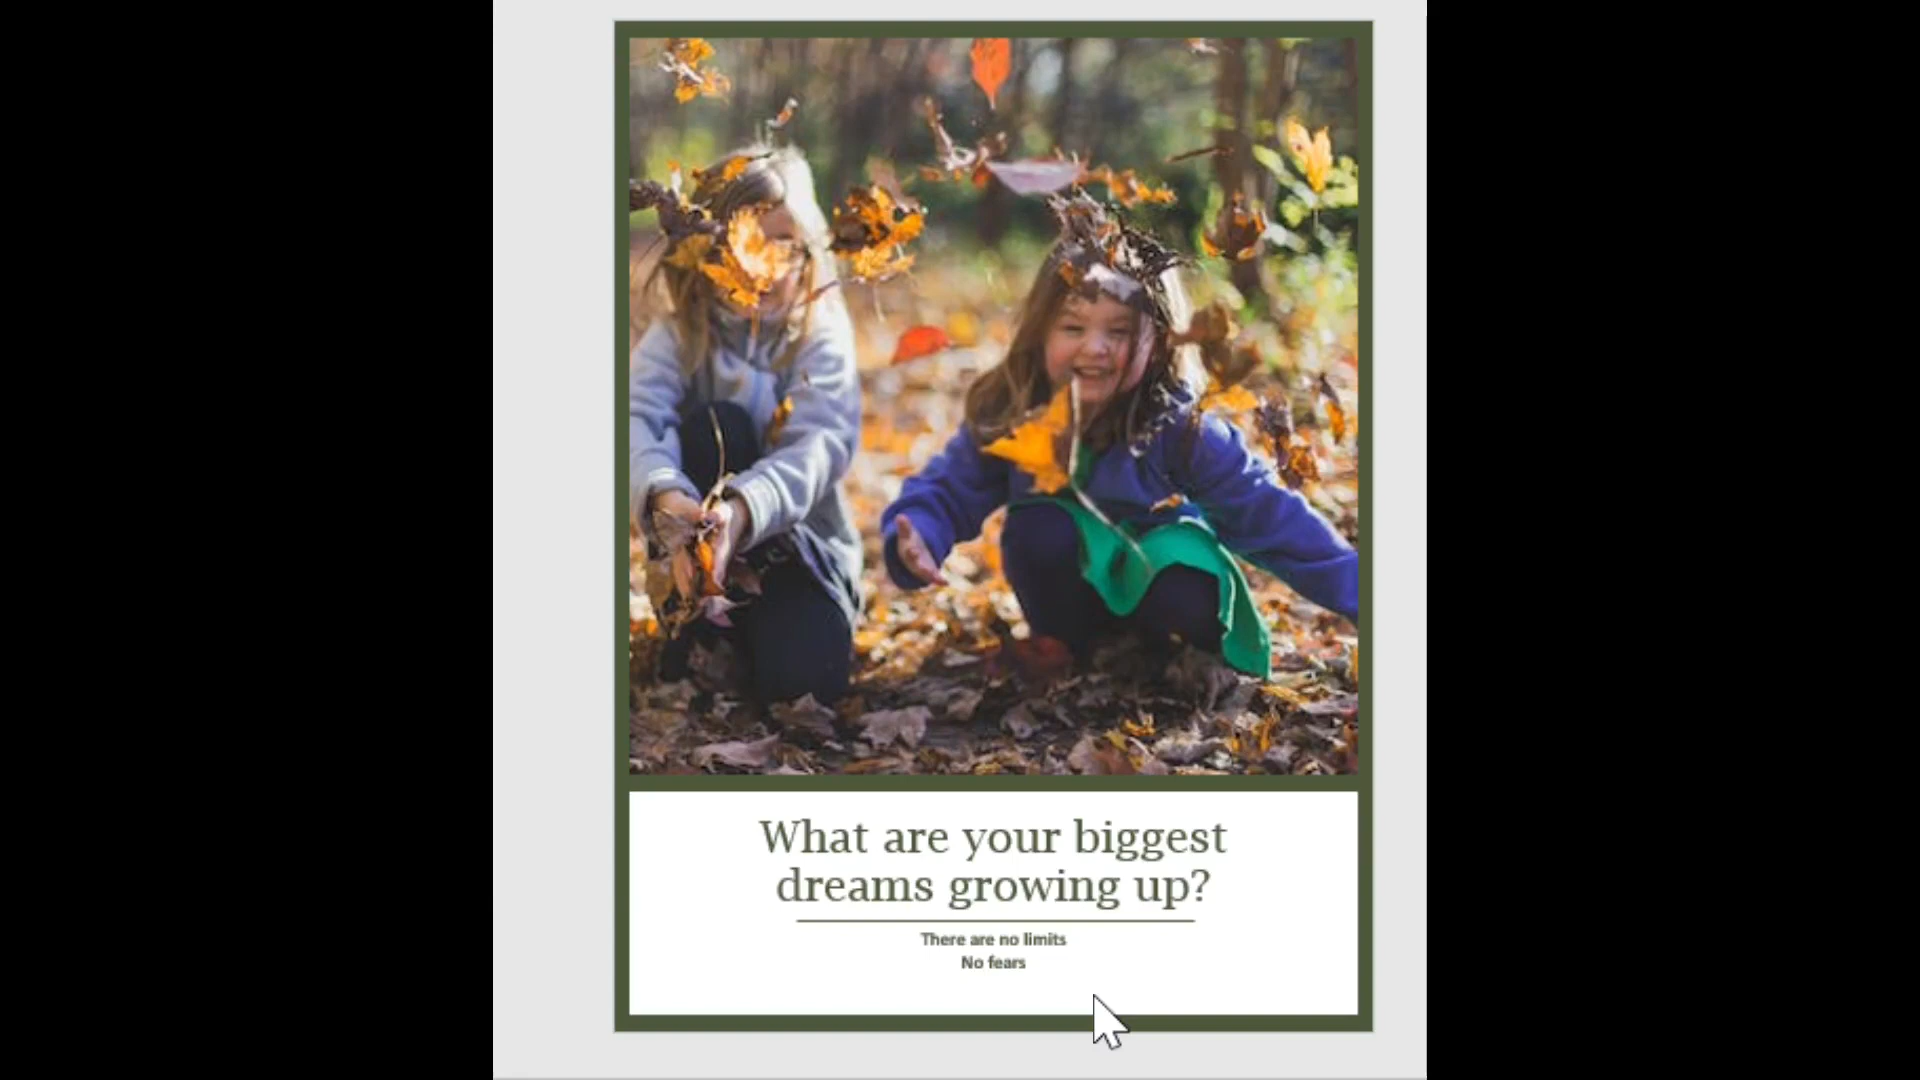 What are your biggest
dreams growing up?
There are no limits
No fears